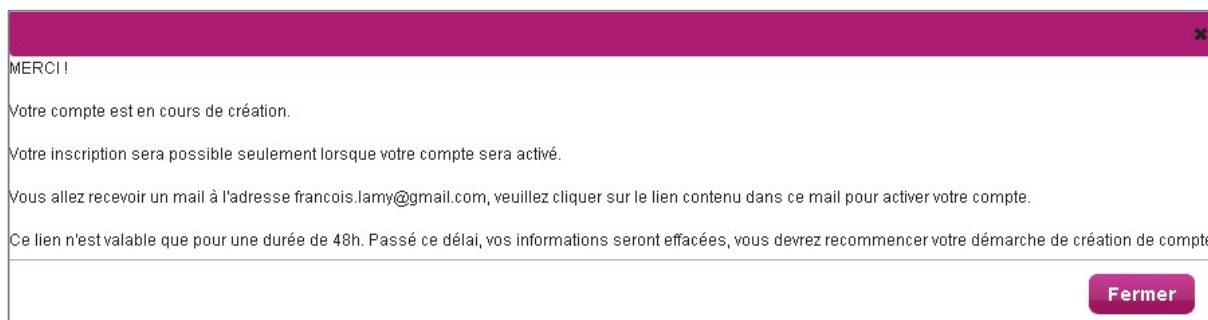 MERCI !
Votre compte est en cours de création.
Votre inscription sera possible seulement lorsque votre compte sera activé.
Vous allez recevoir un mail à l'adresse francois.lamy@gmail.com, veuillez cliquer sur le lien contenu dans ce mail pour activer votre compte.
Ce lien n'est valable que pour une durée de 48h. Passé ce délai, vos informations seront effacées, vous devrez recommencer votre démarche de création de compte
Fermer